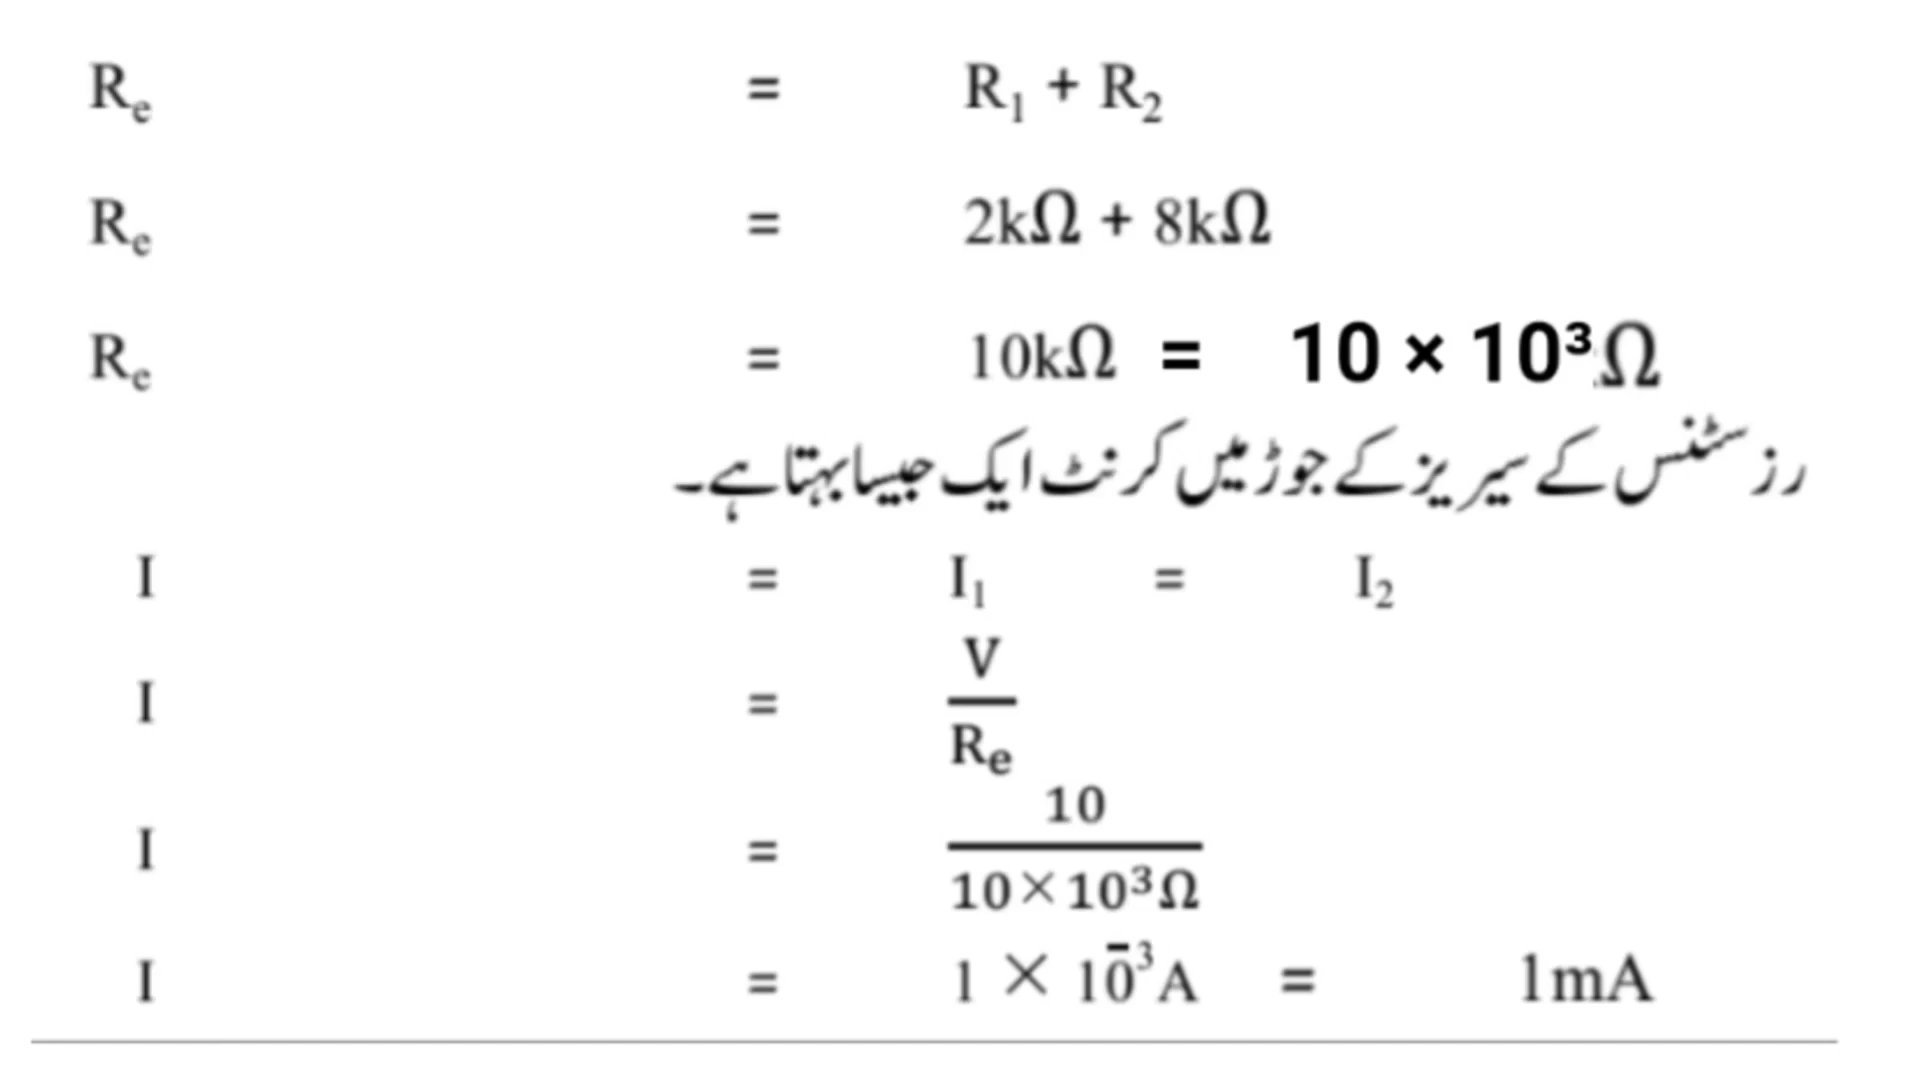 Rₑ = R₁ + R₂
Rₑ = 2kΩ + 8kΩ
Rₑ = 10kΩ = 10 × 10³Ω
رزسٹنس کے سیریز کے جوڑ میں کرنٹ ایک جیسا بہتا ہے۔
I = I₁ = I₂
I = V/Rₑ
I = 10/10×10³Ω
I = 1 × 10⁻³A = 1mA